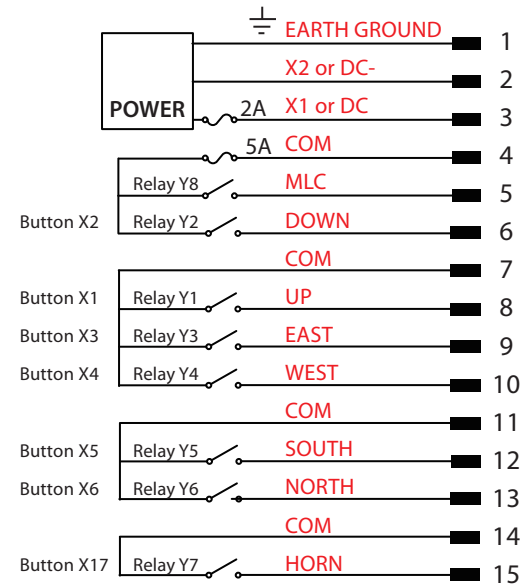 EARTH GROUND 1
X2 or DC- 2
POWER 2A X1 or DC 3
5A COM 4
Relay Y8 MLC 5
Button X2 Relay Y2 DOWN 6
COM 7
Button X1 Relay Y1 UP 8
Button X3 Relay Y3 EAST 9
Button X4 Relay Y4 WEST 10
COM 11
Button X5 Relay Y5 SOUTH 12
Button X6 Relay Y6 NORTH 13
COM 14
Button X17 Relay Y7 HORN 15